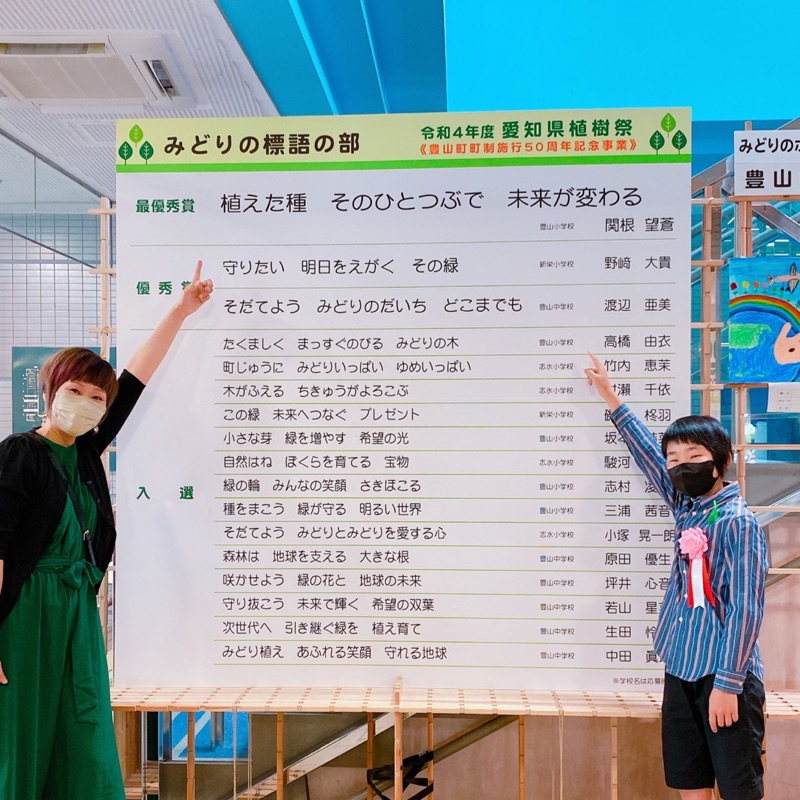 みどりの標語の部
令和4年度 愛知県植樹祭
《豊山町町制施行50周年記念事業》
最優秀賞 植えた種 そのひとつぶで 未来が変わる 豊山小学校 関根 望蒼
優秀
守りたい 明日をえがく その緑 新栄小学校 野﨑 大貴
そだてよう みどりのだいち どこまでも 豊山中学校 渡辺 亜美
入選
たくましく まっすぐのびる みどりの木 豊山小学校 高橋 由衣
町じゅうに みどりいっぱい ゆめいっぱい 志水小学校 竹内 恵茉
木がふえる ちきゅうがよろこぶ 志水小学校 瀬 千依
この緑 未来へつなぐ プレゼント 新栄小学校 柊羽
小さな芽 緑を増やす 希望の光 豊山小学校 坂
自然はね ぼくらを育てる 宝物 志水小学校 駿河
緑の輪 みんなの笑顔 さきほこる 豊山小学校 志村
種をまこう 緑が守る 明るい世界 豊山小学校 三浦 茜音
そだてよう みどりとみどりを愛する心 志水小学校 小塚 晃一朗
森林は 地球を支える 大きな根 豊山中学校 原田 優生
咲かせよう 緑の花と 地球の未来 豊山中学校 坪井 心音
守り抜こう 未来で輝く 希望の双葉 豊山中学校 若山 星
次世代へ 引き継ぐ緑を 植え育て 豊山中学校 生田 怜
みどり植え あふれる笑顔 守れる地球 豊山中学校 中田 眞
※学校名は応募
みどりのポ
豊山